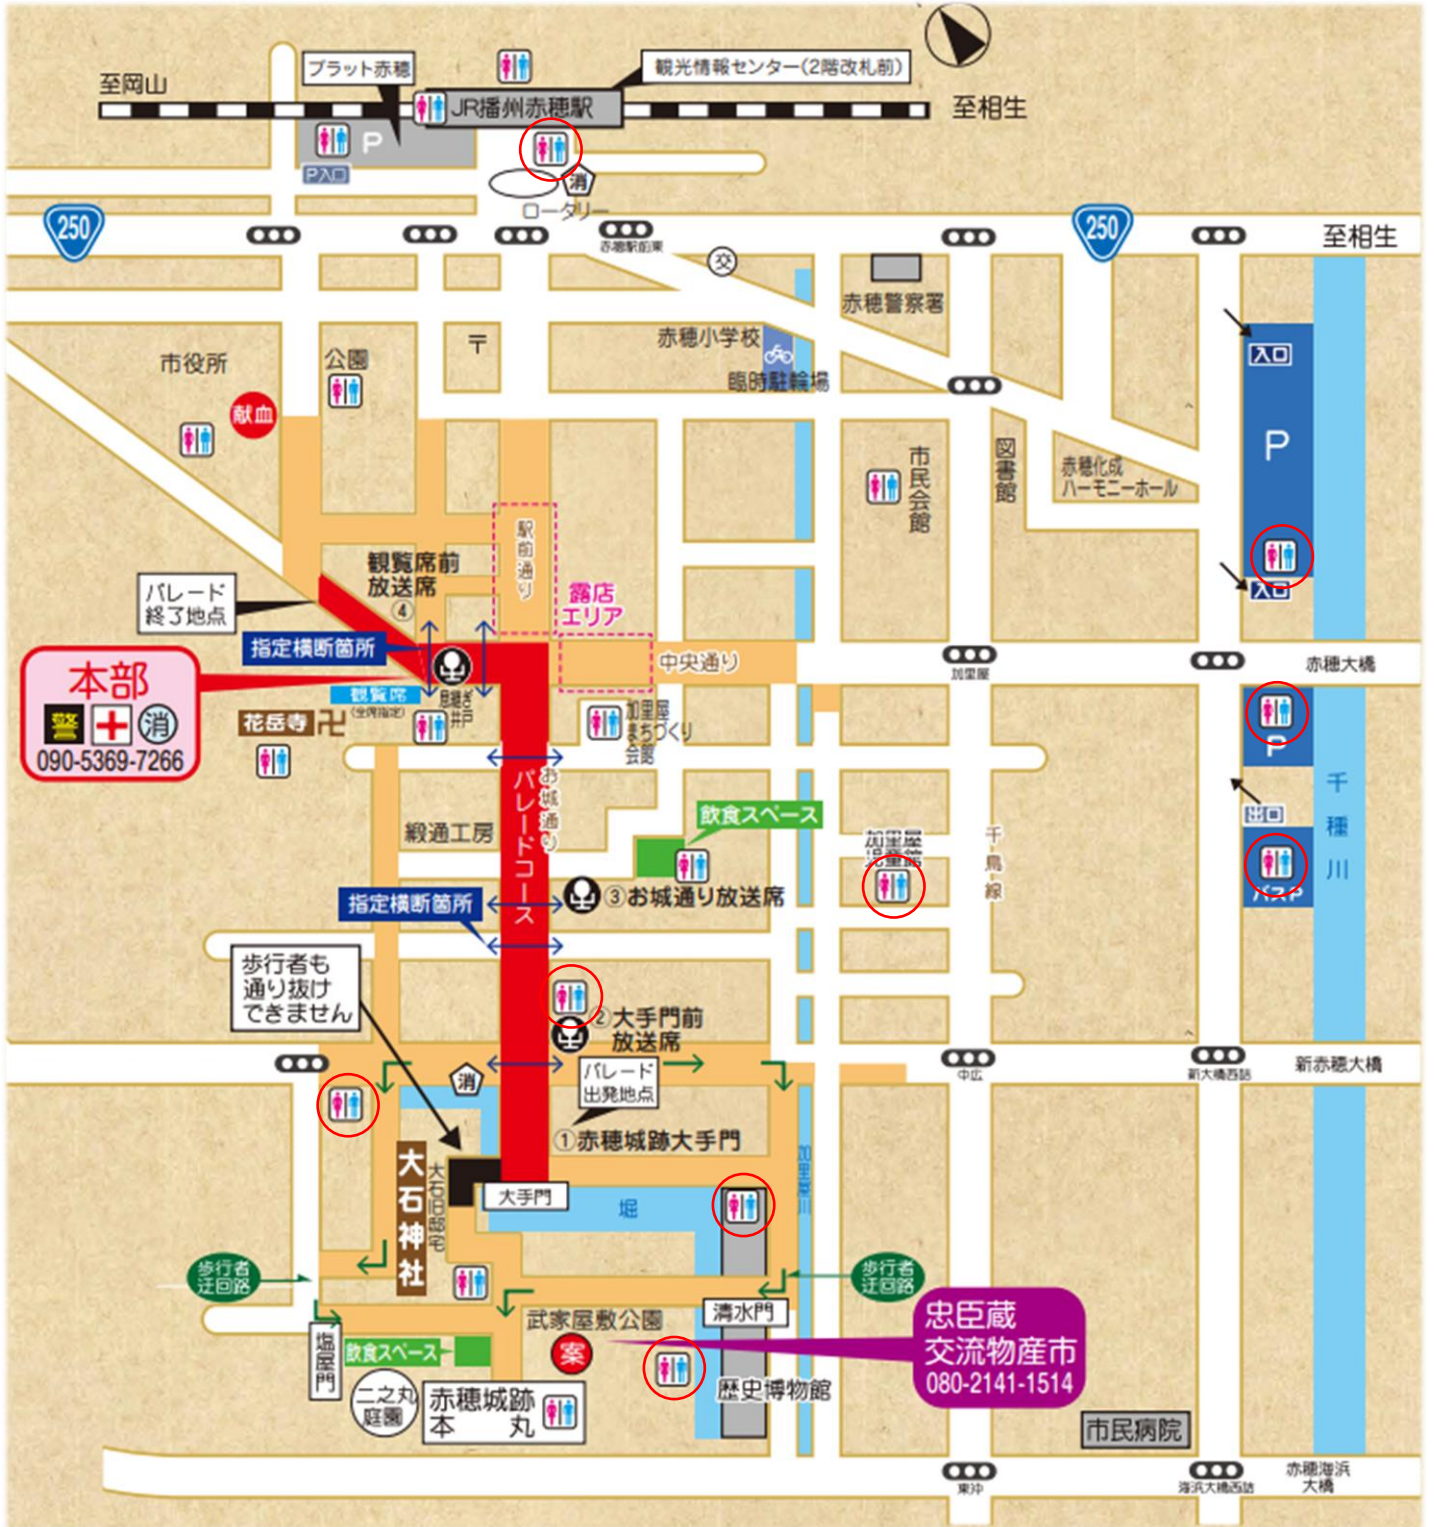 プラット赤穂
観光情報センター(2階改札前)
至岡山
JR播州赤穂駅
至相生
P
P入口
消
ロータリー
250
赤穂駅前東
250
至相生
交
赤穂警察署
市役所
公園
〒
赤穂小学校
臨時駐輪場
入口
献血
P
市民会館
図書館
赤穂化成
ハーモニーホール
駅前通り
観覧席前
放送席
④
露店
エリア
パレード
終了地点
入口
指定横断箇所
中央通り
加里屋
赤穂大橋
本部
警
消
090-5369-7266
観覧席
(全席指定)
息継ぎ
井戸
花岳寺
卍
加里屋
まちづくり
会館
P
千種川
パレードコース
お城通り
飲食スペース
出口
緞通工房
加里屋
児童館
千鳥線
バスP
指定横断箇所
③お城通り放送席
歩行者も
通り抜け
できません
②大手門前
放送席
中広
新大橋西詰
新赤穂大橋
消
パレード
出発地点
①赤穂城跡大手門
大石神社
大石旧邸宅
大手門
堀
加里屋川
歩行者
迂回路
歩行者
迂回路
武家屋敷公園
清水門
忠臣蔵
交流物産市
080-2141-1514
塩屋門
飲食スペース
案
二之丸
庭園
赤穂城跡
本丸
歴史博物館
市民病院
東沖
海浜大橋西詰
赤穂海浜
大橋